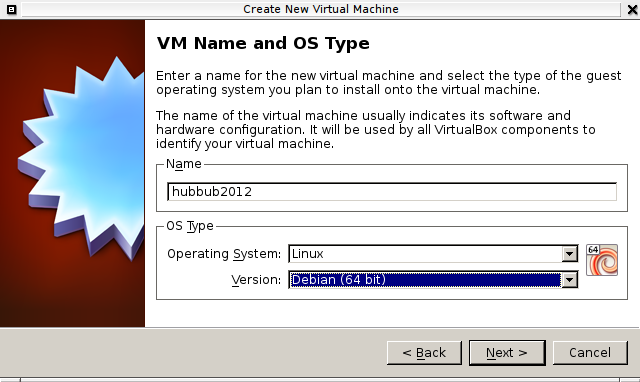 Create New Virtual Machine
VM Name and OS Type
Enter a name for the new virtual machine and select the type of the guest
operating system you plan to install onto the virtual machine.
The name of the virtual machine usually indicates its software and
hardware configuration. It will be used by all VirtualBox components to
identify your virtual machine.
Name
hubbub2012
OS Type
Operating System: Linux
64
Version: Debian (64 bit)
< Back Next > Cancel